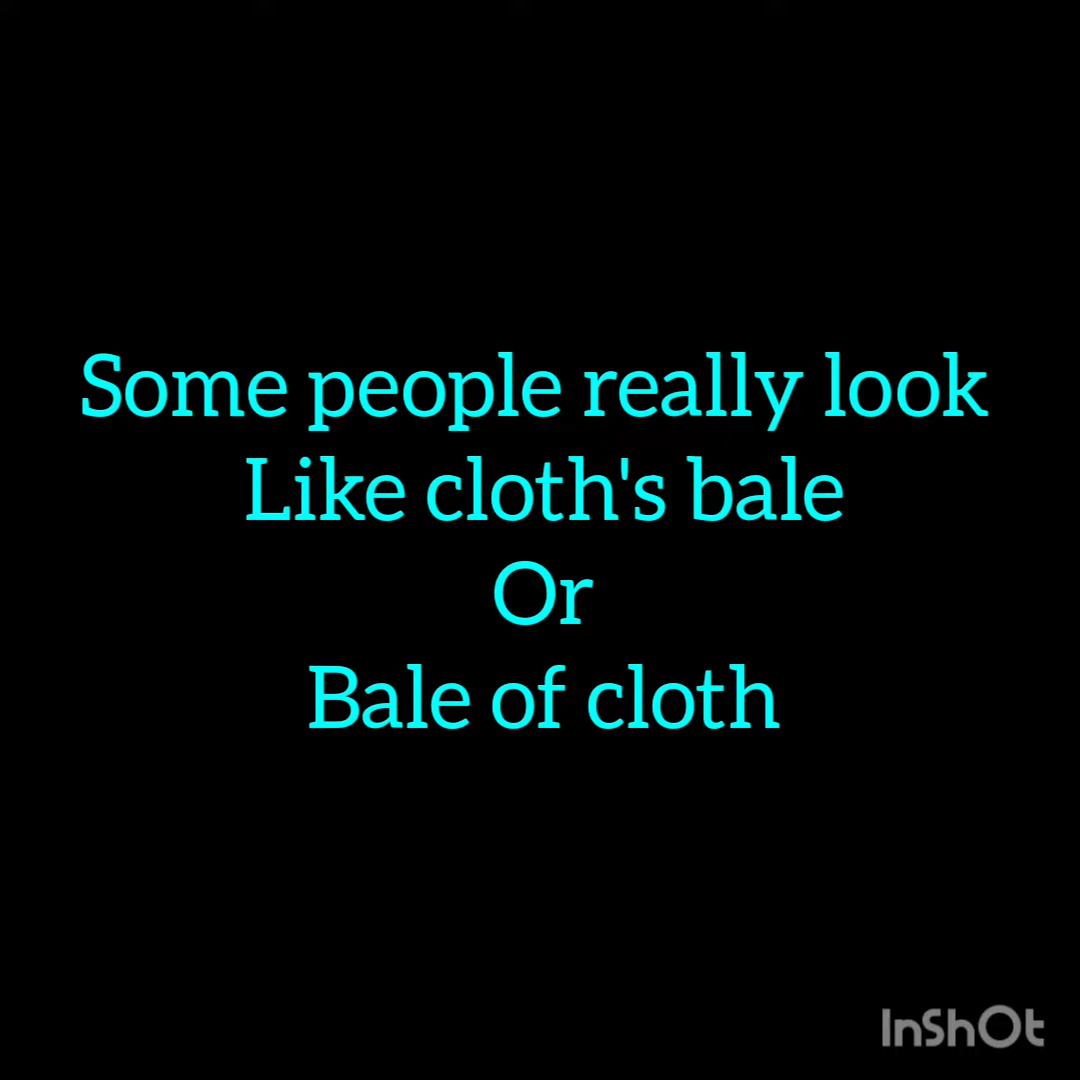 Some people really look
Like cloth's bale
Or
Bale of cloth
InShOt